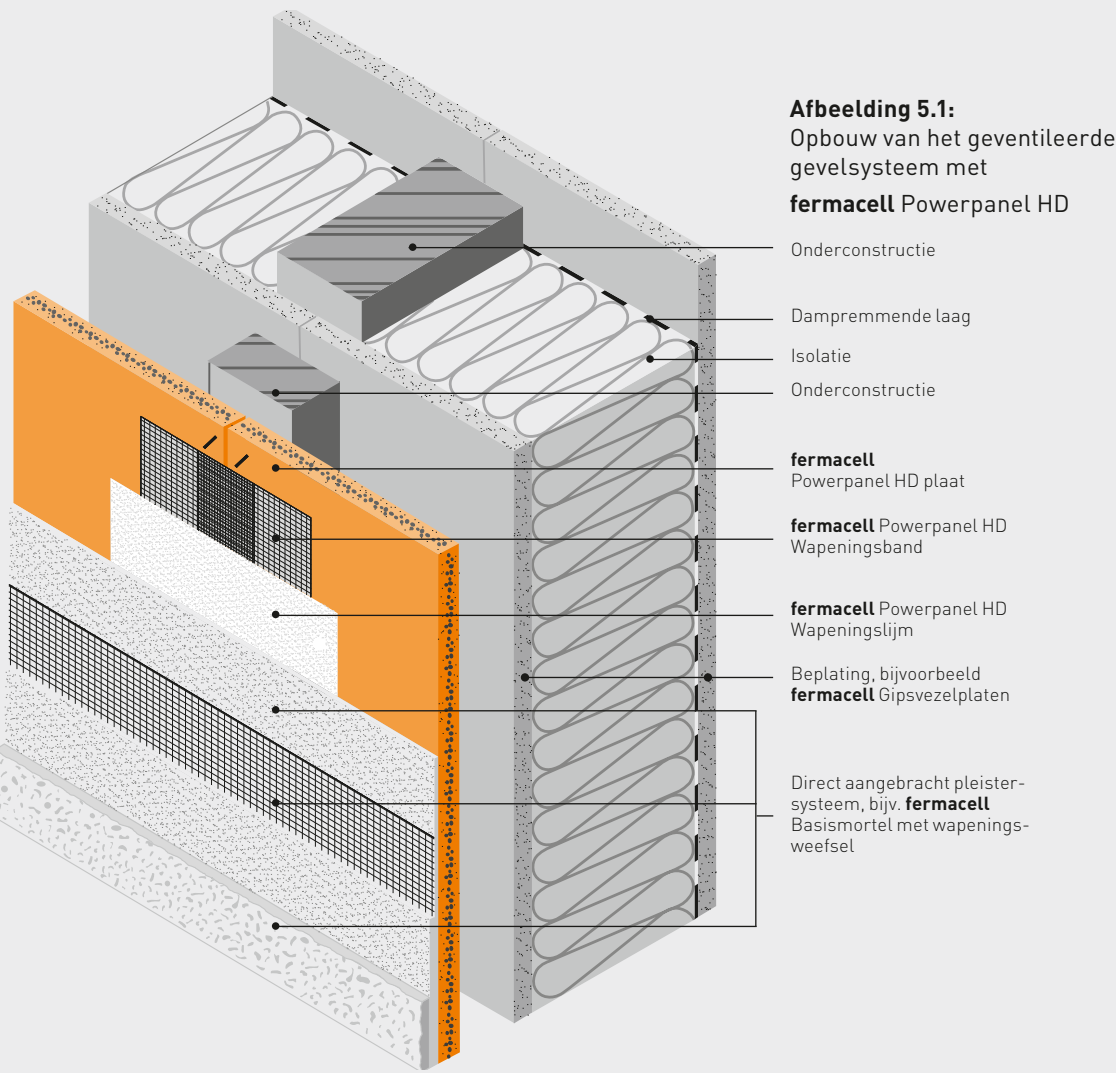 Afbeelding 5.1:
Opbouw van het geventileerde
gevelsysteem met
fermacell Powerpanel HD
Onderconstructie
Dampremmende laag
Isolatie
Onderconstructie
fermacell
Powerpanel HD plaat
fermacell Powerpanel HD
Wapeningsband
fermacell Powerpanel HD
Wapeningslijm
Beplating, bijvoorbeeld
fermacell Gipsvezelplaten
Direct aangebracht pleister-
systeem, bijv. fermacell
Basismortel met wapenings-
weefsel